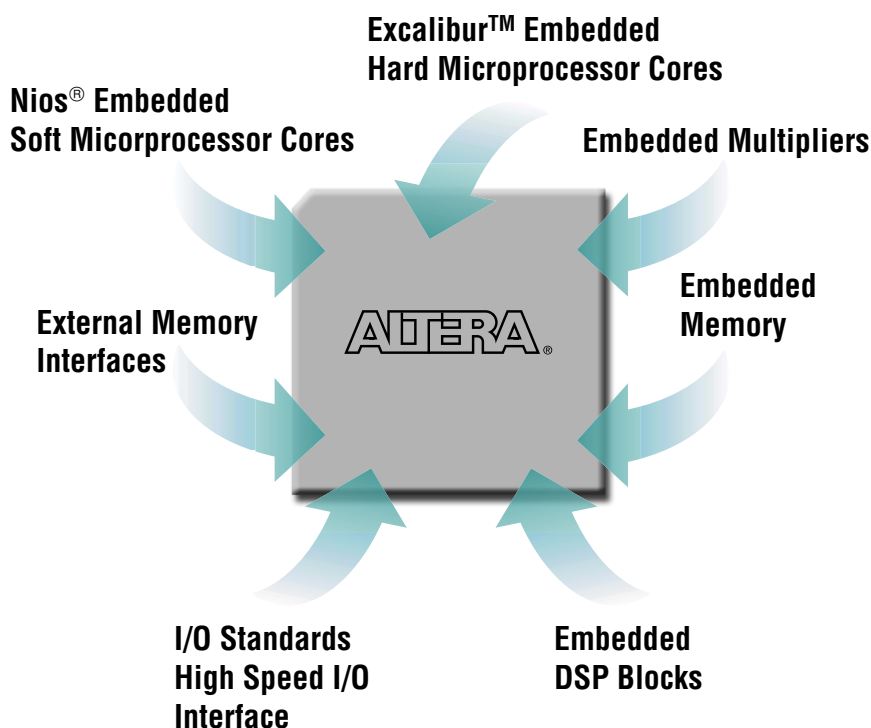 Excalibur™ Embedded
Hard Microprocessor Cores
Nios® Embedded
Soft Micorprocessor Cores
Embedded Multipliers
External Memory
Interfaces
Embedded
Memory
ALTERA®
I/O Standards
High Speed I/O
Interface
Embedded
DSP Blocks